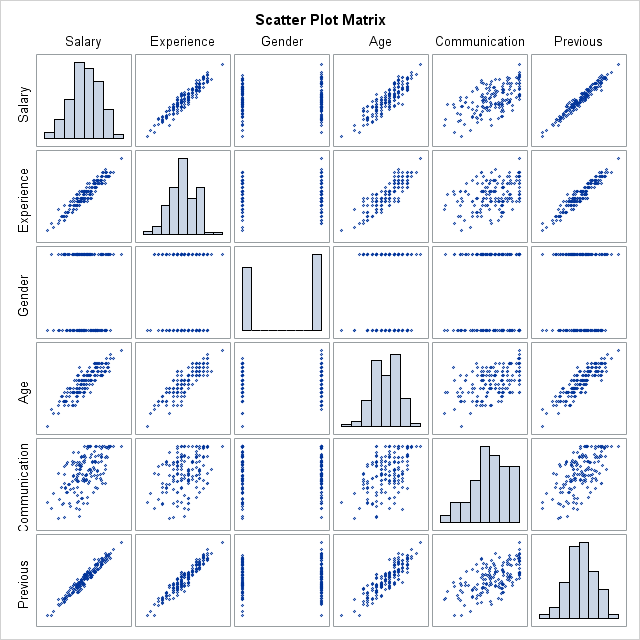 Scatter Plot Matrix
Salary Experience Gender Age Communication Previous
Salary
Experience
Gender
Age
Communication
Previous